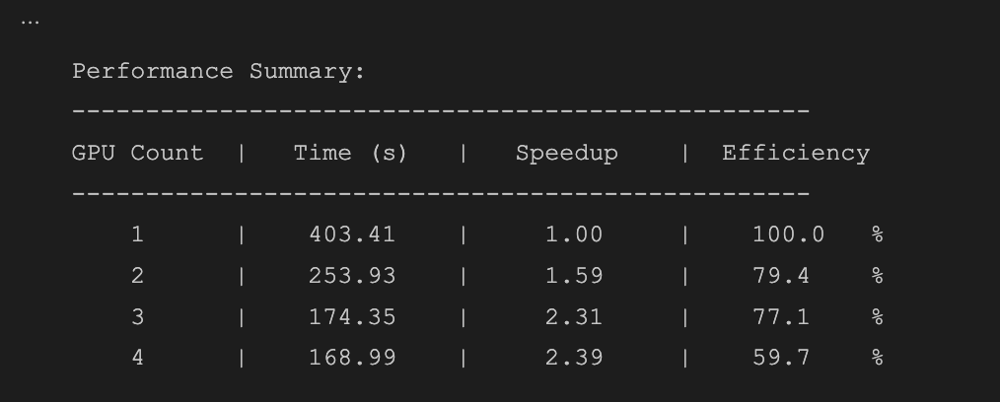 ...
Performance Summary:
--------------------------------------------------
GPU Count | Time (s) | Speedup | Efficiency
--------------------------------------------------
1 | 403.41 | 1.00 | 100.0 %
2 | 253.93 | 1.59 | 79.4 %
3 | 174.35 | 2.31 | 77.1 %
4 | 168.99 | 2.39 | 59.7 %